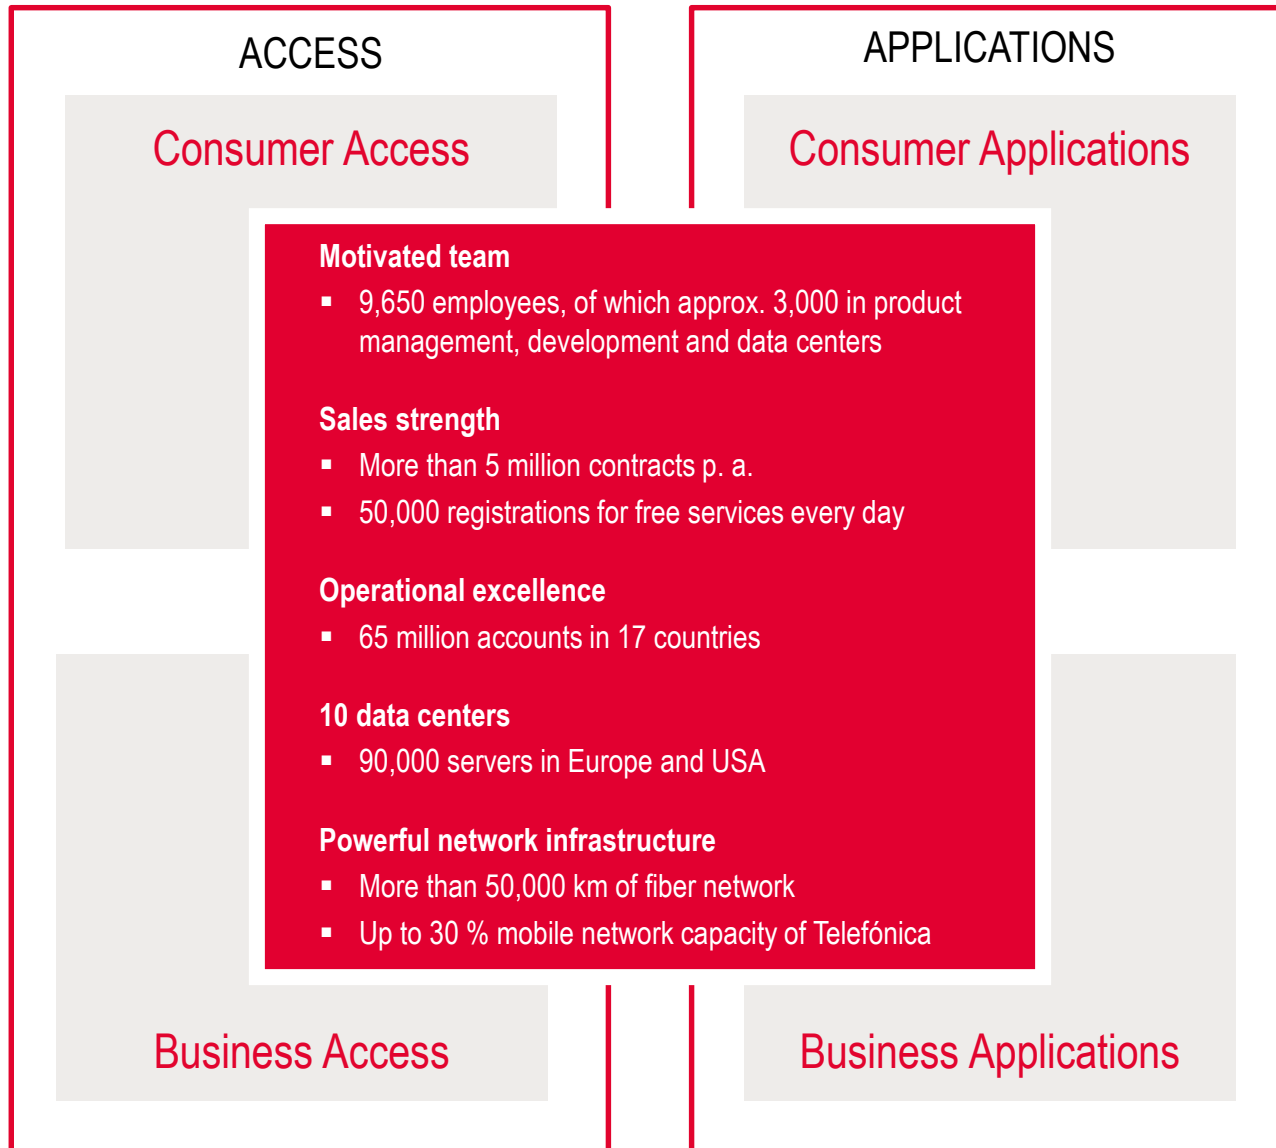 ACCESS
APPLICATIONS
Consumer Access
Consumer Applications
Motivated team
▪ 9,650 employees, of which approx. 3,000 in product
management, development and data centers
Sales strength
▪ More than 5 million contracts p. a.
▪ 50,000 registrations for free services every day
Operational excellence
▪ 65 million accounts in 17 countries
10 data centers
▪ 90,000 servers in Europe and USA
Powerful network infrastructure
▪ More than 50,000 km of fiber network
▪ Up to 30 % mobile network capacity of Telefónica
Business Access
Business Applications